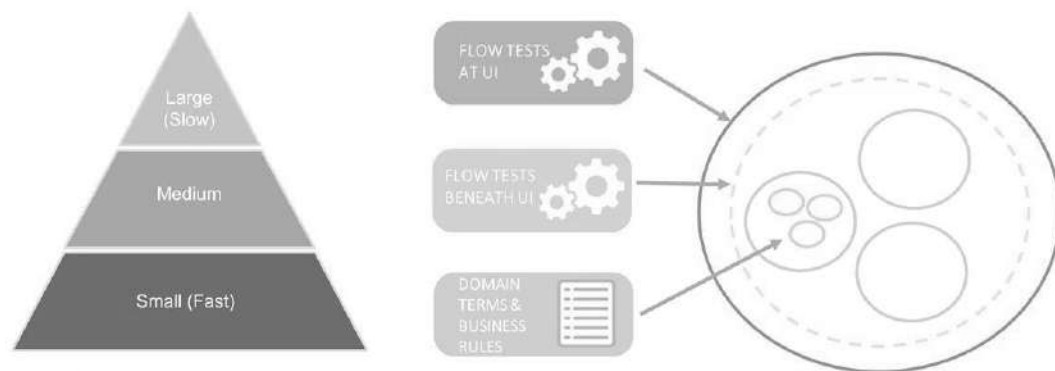 Large
(Slow)
Medium
Small (Fast)
FLOW TESTS
AT UI
FLOW TESTS
BENEATH UI
DOMAIN
TERMS &
BUSINESS
RULES